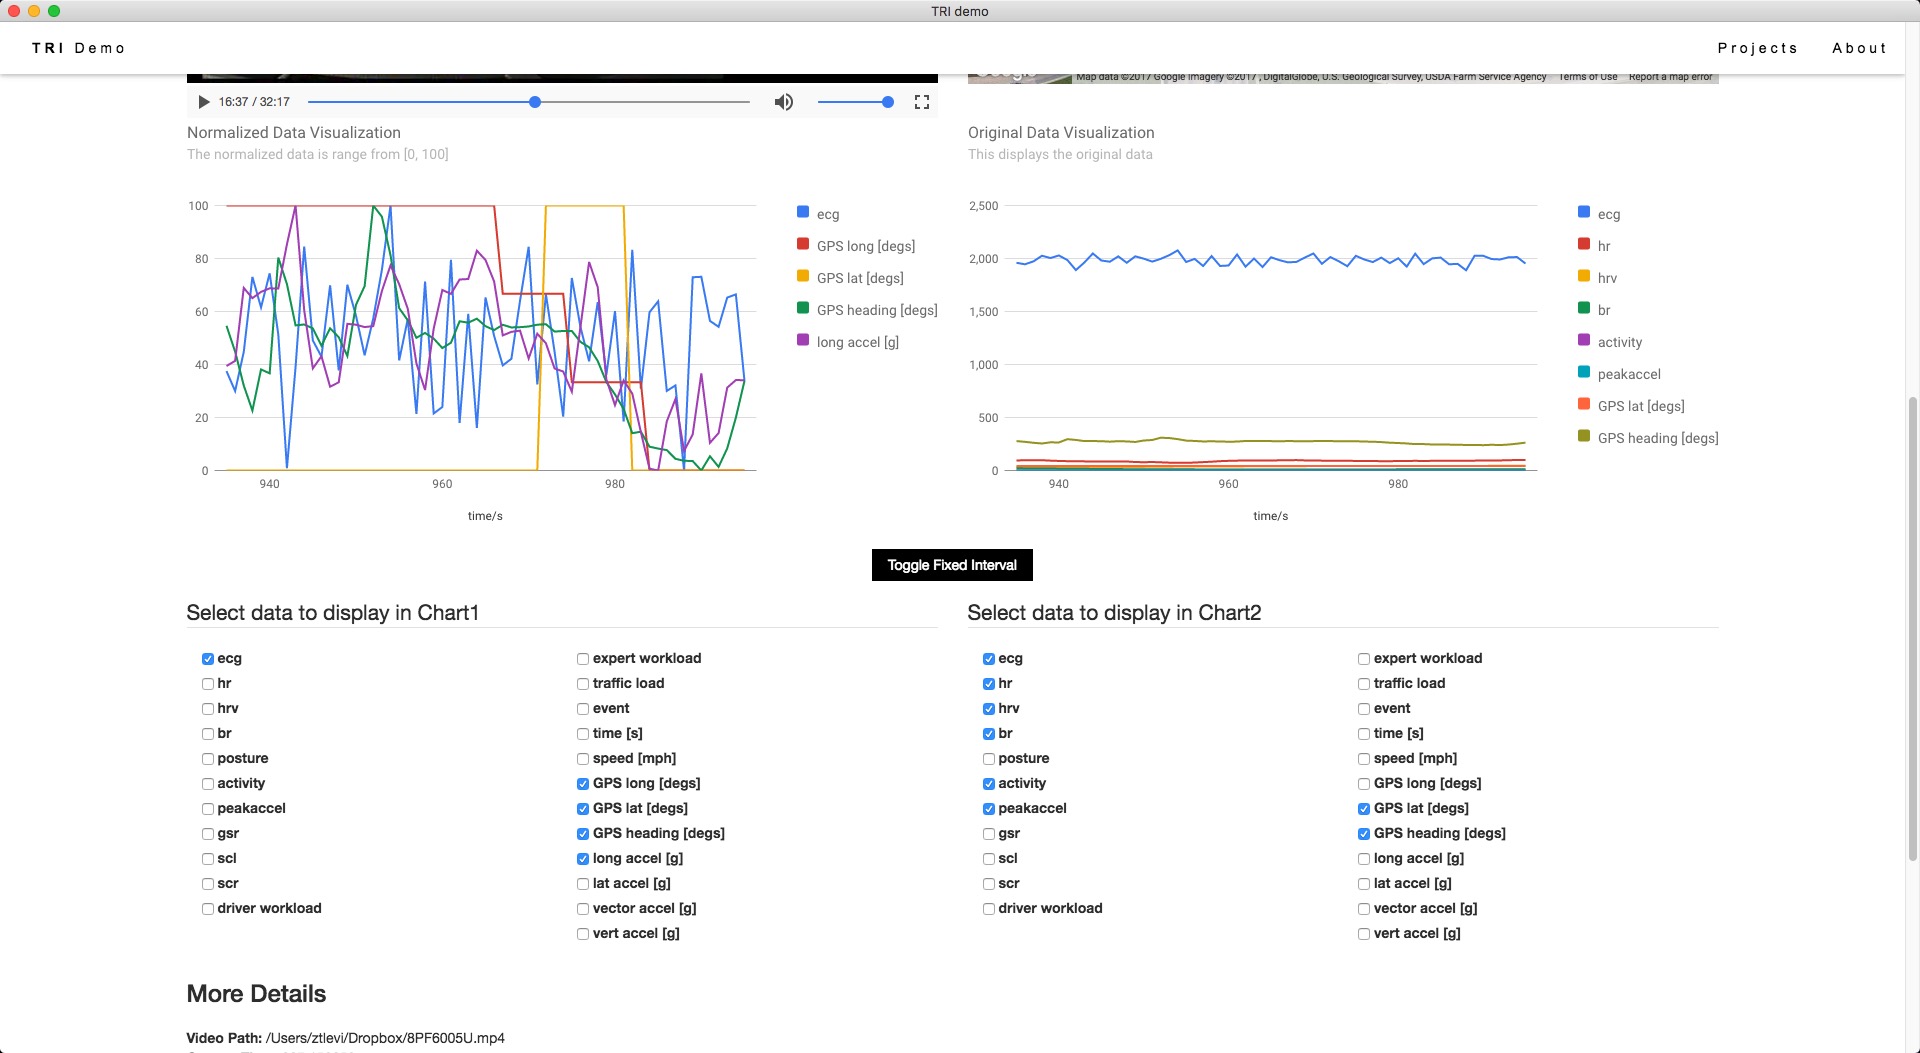 TRI demo
TRI Demo
Projects
About
Map data ©2017 Google Imagery ©2017 , DigitalGlobe, U.S. Geological Survey, USDA Farm Service Agency
Terms of Use
Report a map error
16:37 / 32:17
Normalized Data Visualization
The normalized data is range from [0, 100]
100
80
60
40
20
0
940
960
980
time/s
ecg
GPS long [degs]
GPS lat [degs]
GPS heading [degs]
long accel [g]
Original Data Visualization
This displays the original data
2,500
2,000
1,500
1,000
500
0
940
960
980
time/s
ecg
hr
hrv
br
activity
peakaccel
GPS lat [degs]
GPS heading [degs]
Toggle Fixed Interval
Select data to display in Chart1
ecg
hr
hrv
br
posture
activity
peakaccel
gsr
scl
scr
driver workload
expert workload
traffic load
event
time [s]
speed [mph]
GPS long [degs]
GPS lat [degs]
GPS heading [degs]
long accel [g]
lat accel [g]
vector accel [g]
vert accel [g]
Select data to display in Chart2
ecg
hr
hrv
br
posture
activity
peakaccel
gsr
scl
scr
driver workload
expert workload
traffic load
event
time [s]
speed [mph]
GPS long [degs]
GPS lat [degs]
GPS heading [degs]
long accel [g]
lat accel [g]
vector accel [g]
vert accel [g]
More Details
Video Path: /Users/ztlevi/Dropbox/8PF6005U.mp4